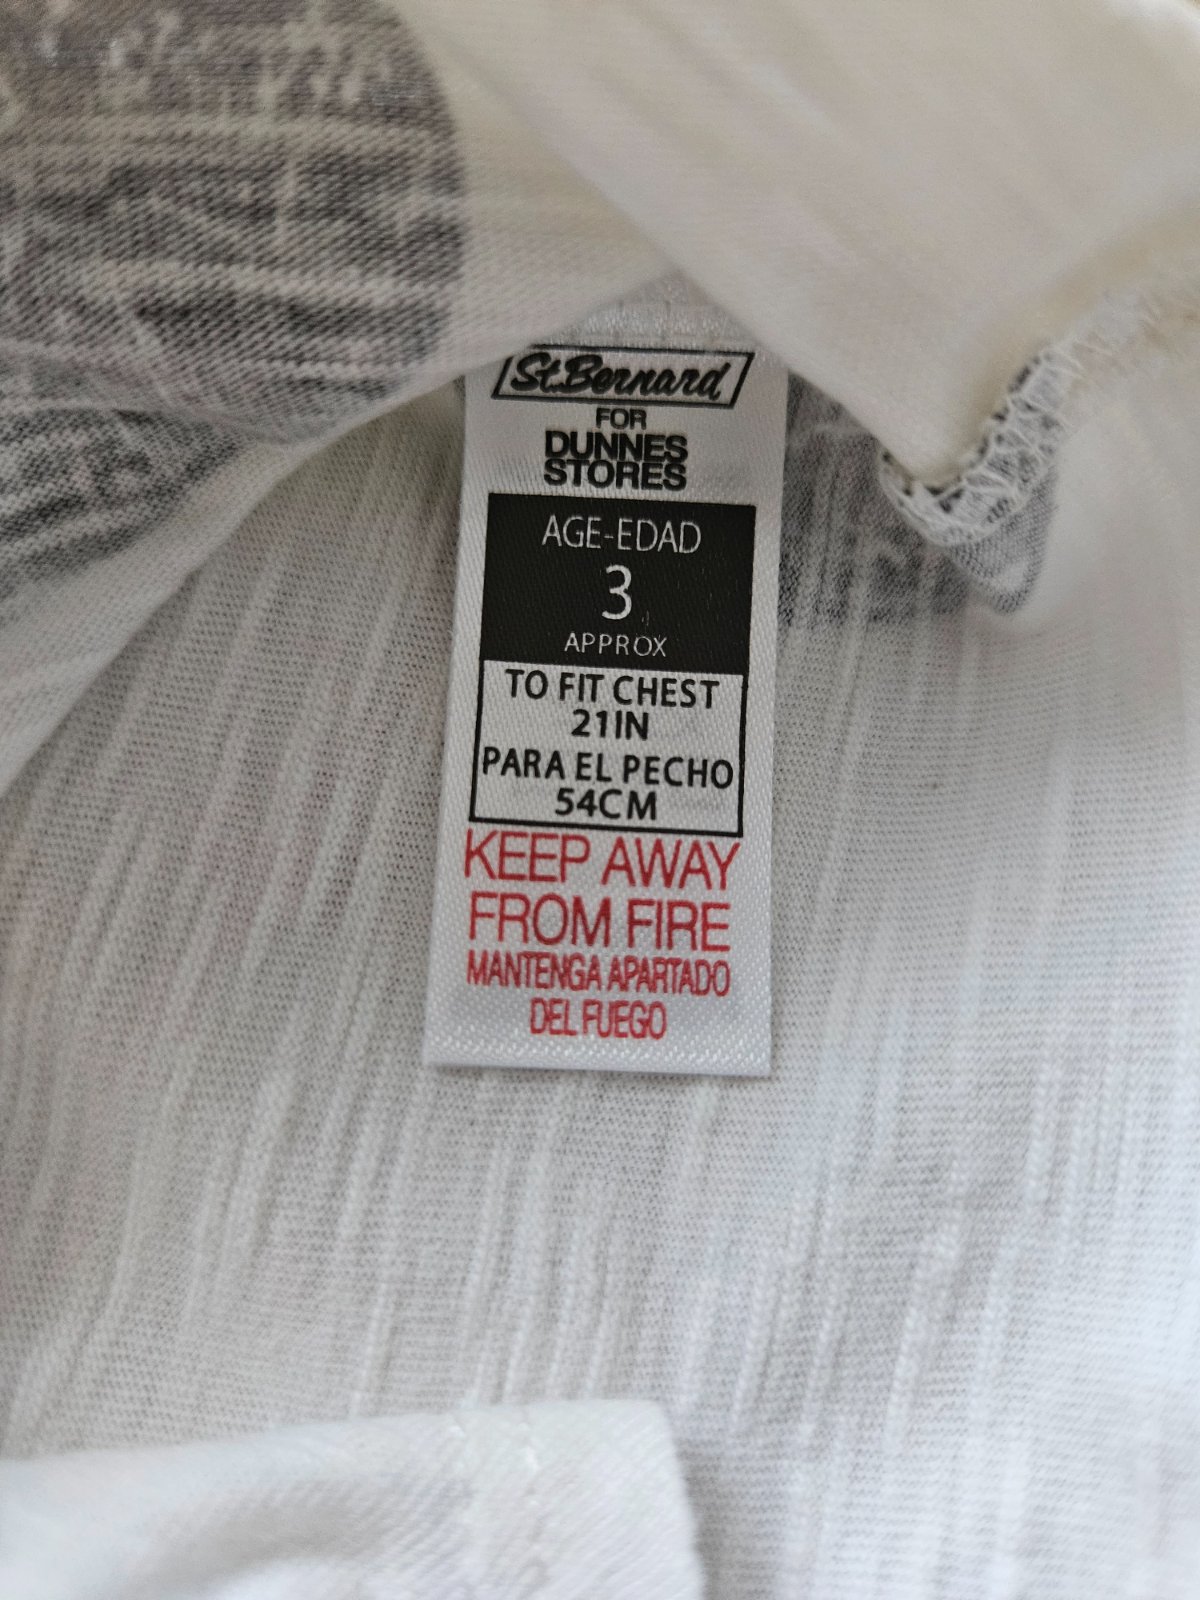 St.Bernard
FOR
DUNNES
STORES
AGE-EDAD
3
APPROX
TO FIT CHEST
21IN
PARA EL PECHO
54CM
KEEP AWAY
FROM FIRE
MANTENGA APARTADO
DEL FUEGO